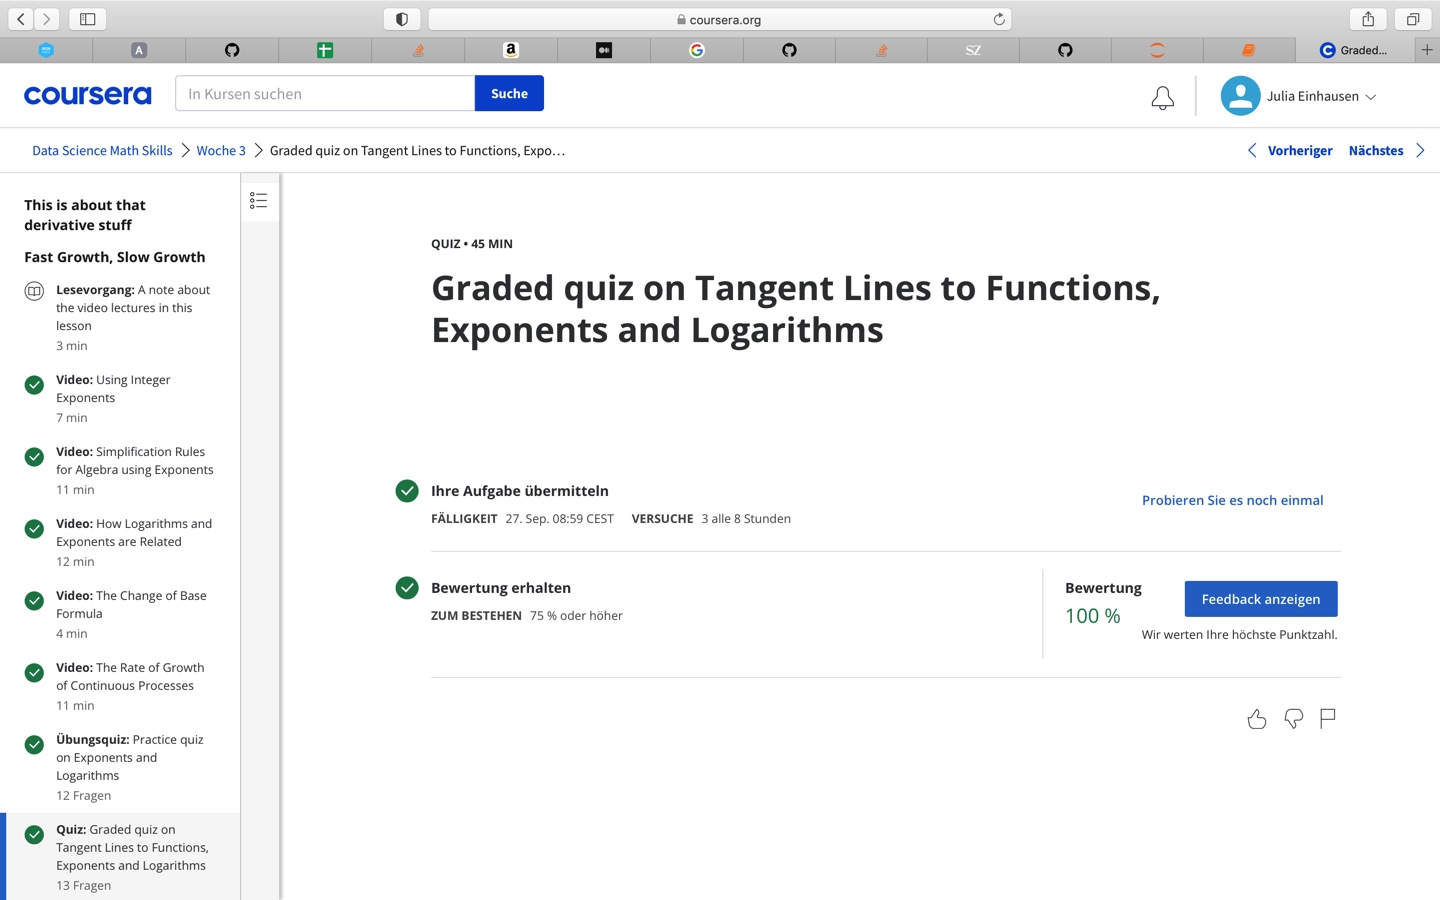 coursera.org
A
a
SZ
Graded...
coursera
In Kursen suchen
Suche
Julia Einhausen
Data Science Math Skills
Woche 3
Graded quiz on Tangent Lines to Functions, Expo...
Vorheriger
Nächstes
This is about that
derivative stuff
Fast Growth, Slow Growth
Lesevorgang: A note about
the video lectures in this
lesson
3 min
Video: Using Integer
Exponents
7 min
Video: Simplification Rules
for Algebra using Exponents
11 min
Video: How Logarithms and
Exponents are Related
12 min
Video: The Change of Base
Formula
4 min
Video: The Rate of Growth
of Continuous Processes
11 min
Übungsquiz: Practice quiz
on Exponents and
Logarithms
12 Fragen
Quiz: Graded quiz on
Tangent Lines to Functions,
Exponents and Logarithms
13 Fragen
QUIZ • 45 MIN
Graded quiz on Tangent Lines to Functions,
Exponents and Logarithms
Ihre Aufgabe übermitteln
FÄLLIGKEIT 27. Sep. 08:59 CEST VERSUCHE 3 alle 8 Stunden
Probieren Sie es noch einmal
Bewertung erhalten
ZUM BESTEHEN 75 % oder höher
Bewertung
100 %
Feedback anzeigen
Wir werten Ihre höchste Punktzahl.